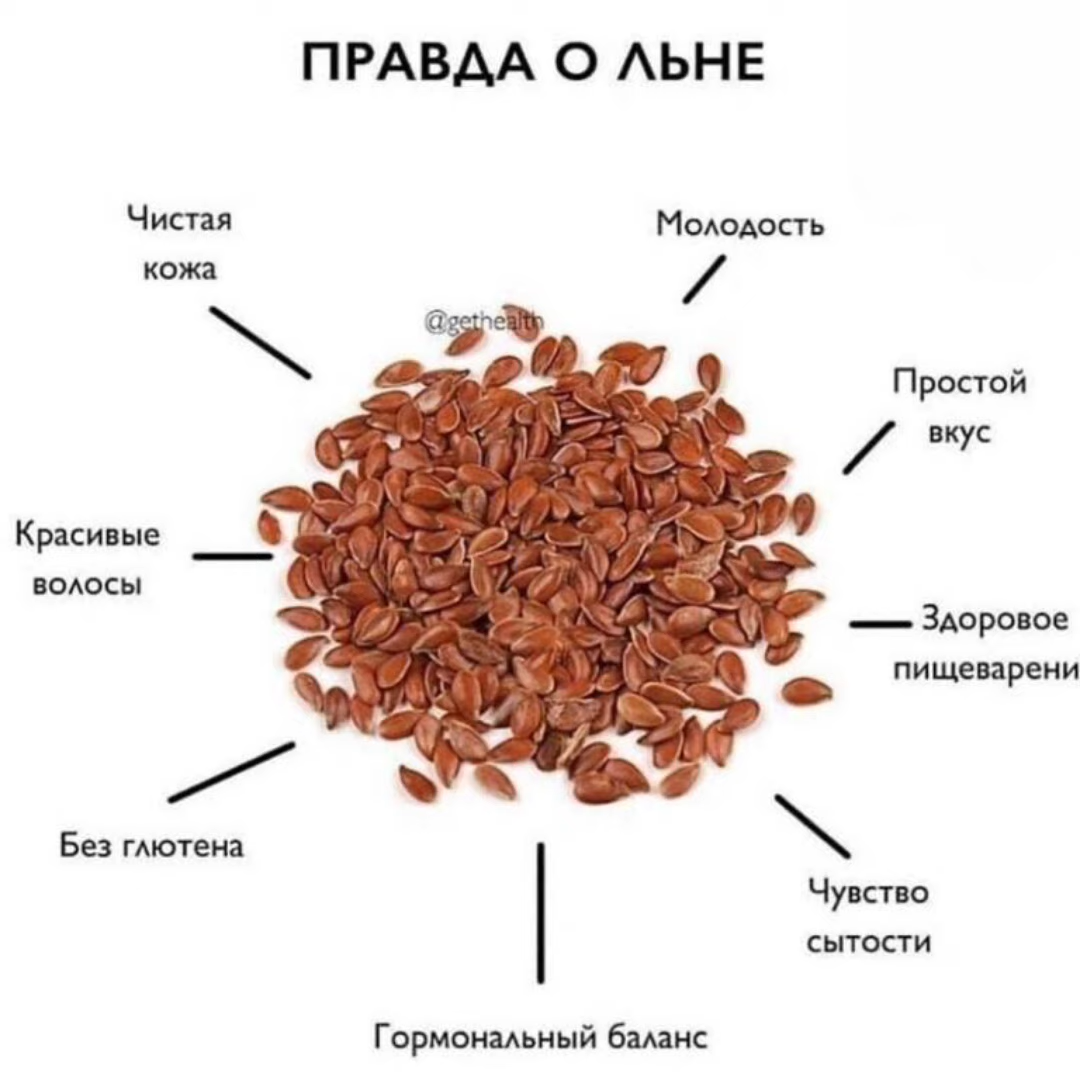 ПРАВДА О ЛЬНЕ
Чистая
кожа
Молодость
@gethealth
Простой
вкус
Красивые
волосы
Здоровое
пищеварени
Без глютена
Чувство
сытости
Гормональный баланс